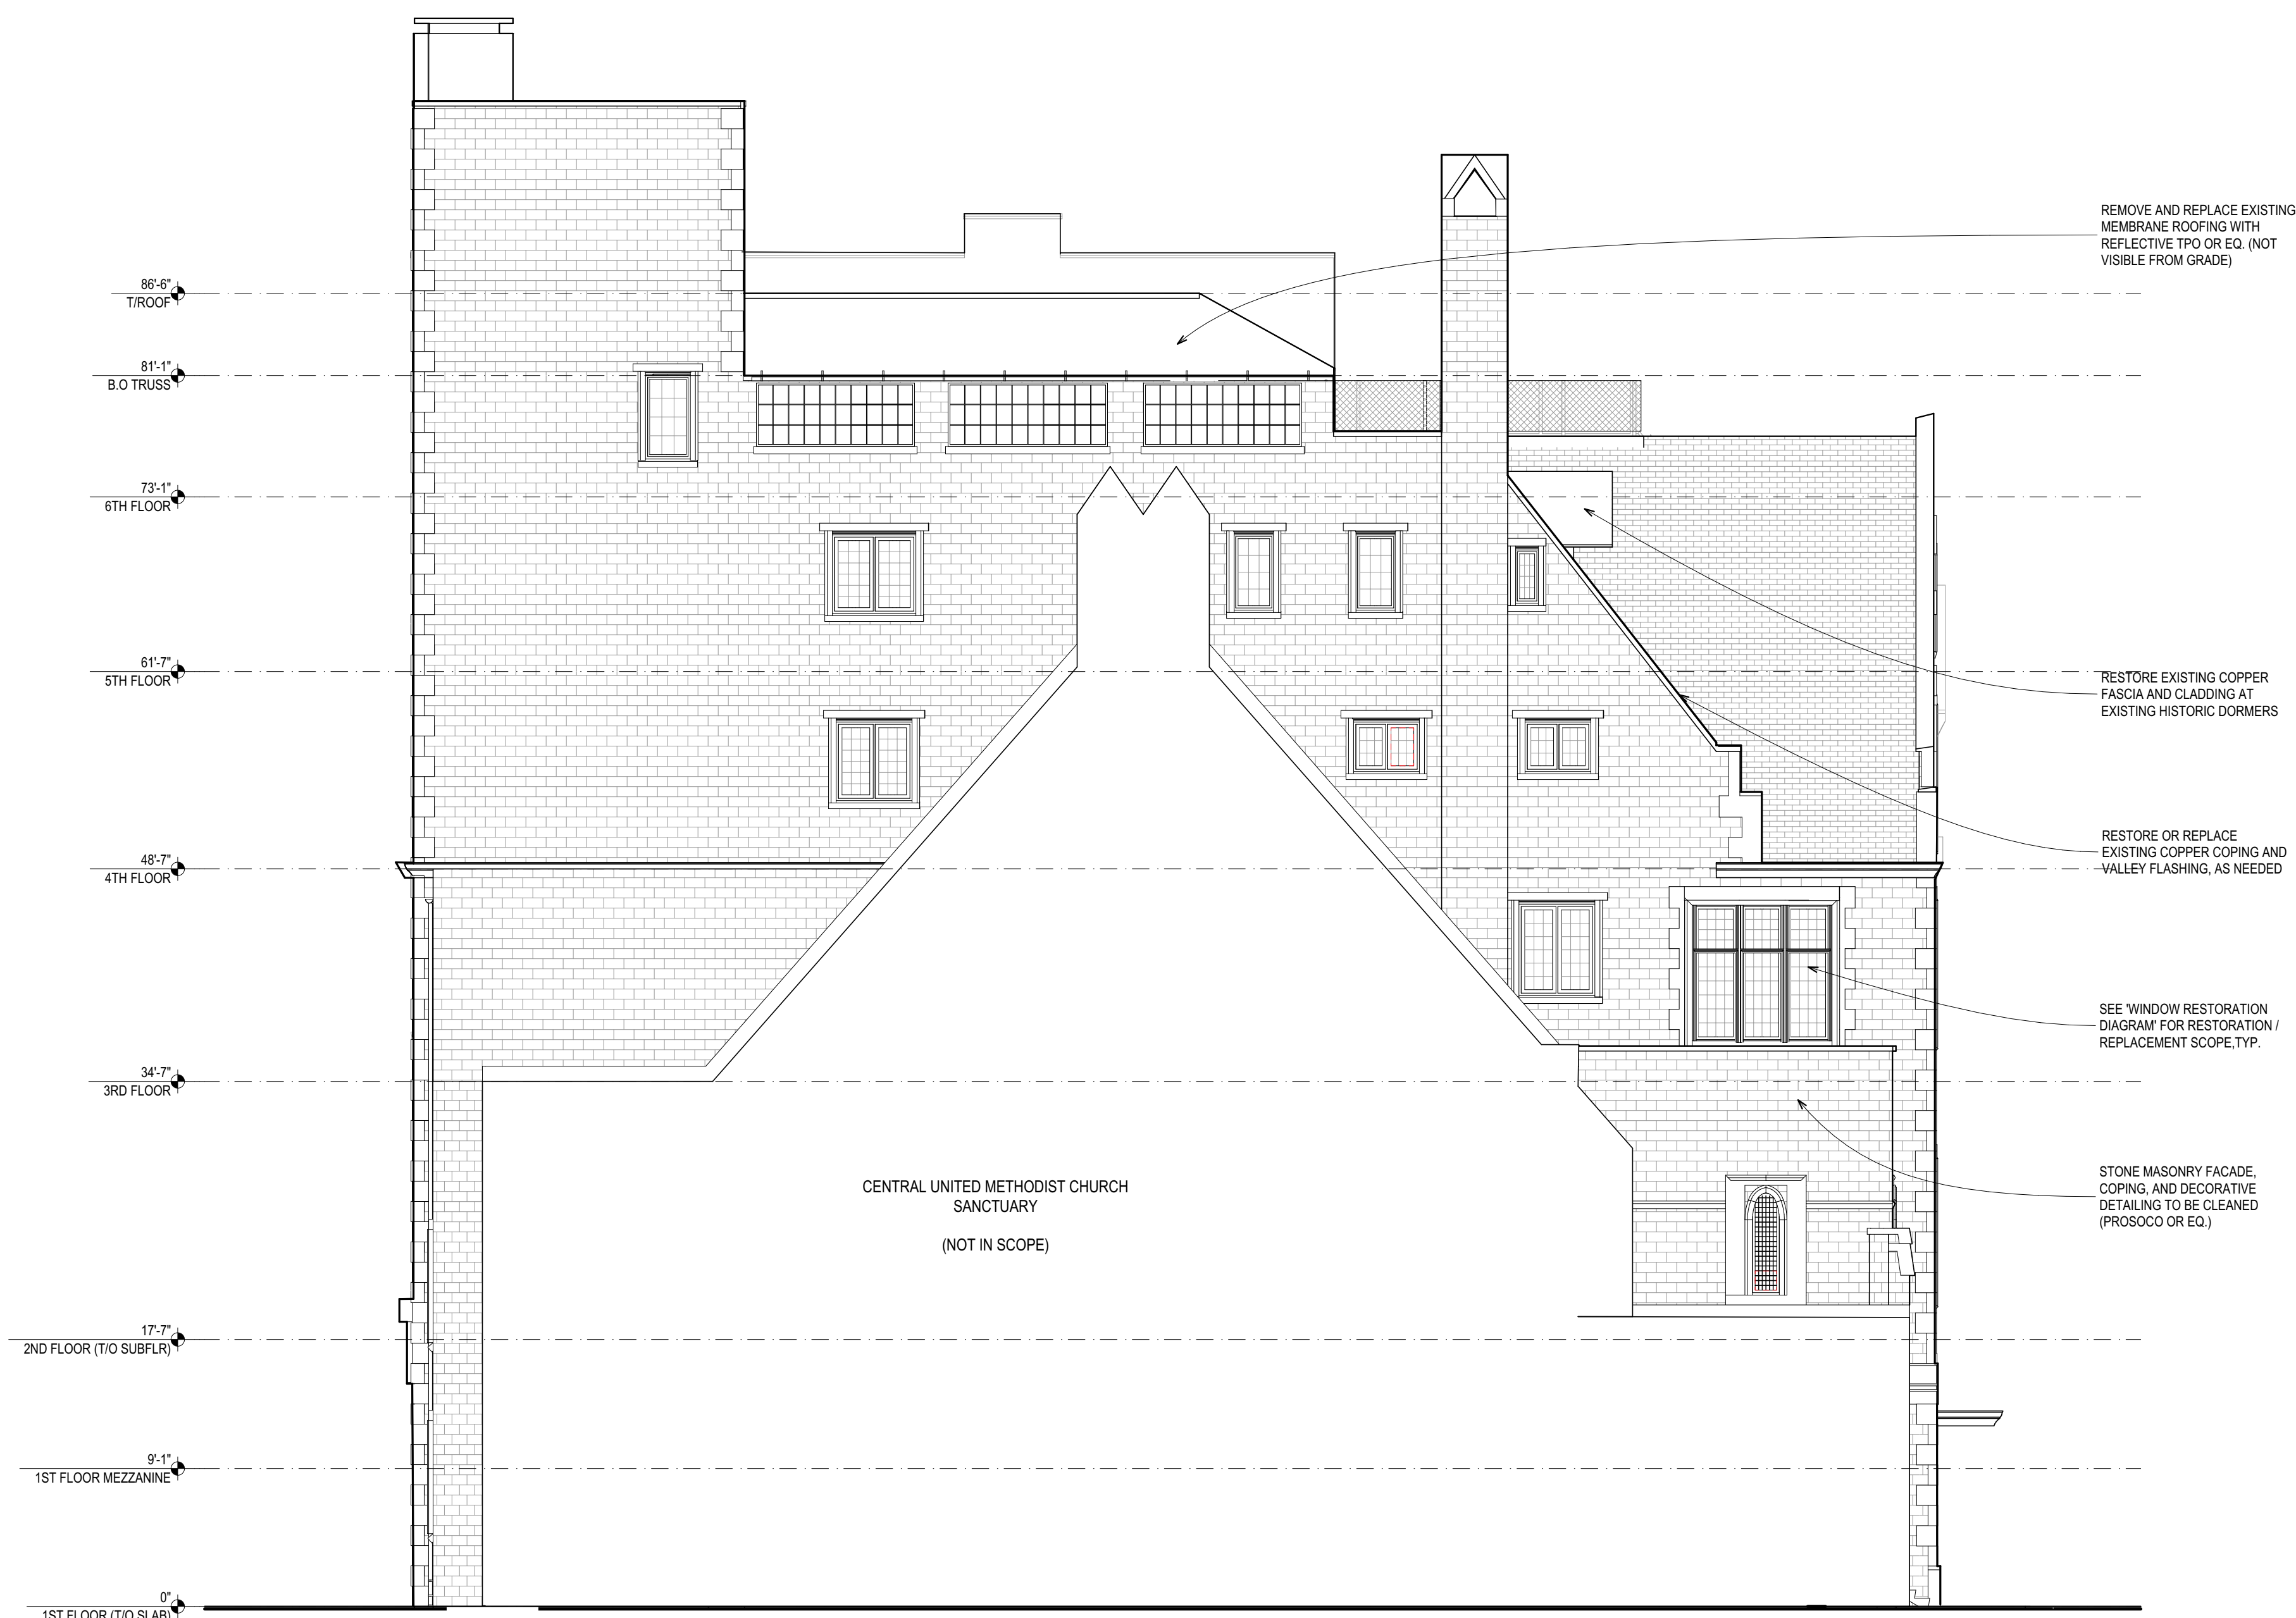 REMOVE AND REPLACE EXISTING
MEMBRANE ROOFING WITH
REFLECTIVE TPO OR EQ. (NOT
VISIBLE FROM GRADE)
86'-6"
T/ROOF
81'-1"
B.O TRUSS
73'-1"
6TH FLOOR
61'-7"
5TH FLOOR
RESTORE EXISTING COPPER
FASCIA AND CLADDING AT
EXISTING HISTORIC DORMERS
48'-7"
4TH FLOOR
RESTORE OR REPLACE
EXISTING COPPER COPING AND
VALLEY FLASHING, AS NEEDED
SEE 'WINDOW RESTORATION
DIAGRAM' FOR RESTORATION /
REPLACEMENT SCOPE,TYP.
34'-7"
3RD FLOOR
CENTRAL UNITED METHODIST CHURCH
SANCTUARY
(NOT IN SCOPE)
STONE MASONRY FACADE,
COPING, AND DECORATIVE
DETAILING TO BE CLEANED
(PROSOCO OR EQ.)
17'-7"
2ND FLOOR (T/O SUBFLR)
9'-1"
1ST FLOOR MEZZANINE
0"
1ST FLOOR (T/O SLAB)